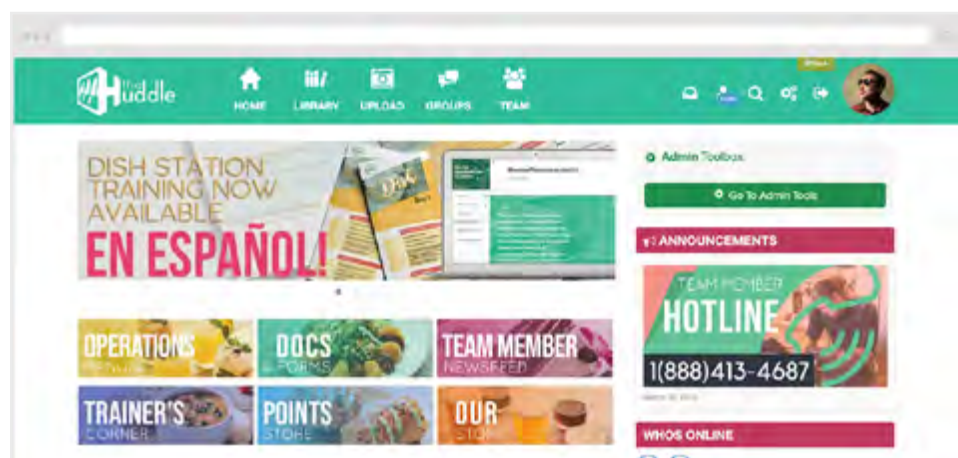 the
Huddle
HOME LIBRARY UPLOAD GROUPS TEAM
DISH STATION
TRAINING NOW
AVAILABLE
EN ESPAÑOL!
Admin Toolbox
Go To Admin Tools
ANNOUNCEMENTS
TEAM MEMBER
HOTLINE
1(888)413-4687
OPERATIONS
DOCS
FORMS
TEAM MEMBER
NEWSFEED
TRAINER'S
CORNER
POINTS
STORE
OUR
WHOS ONLINE